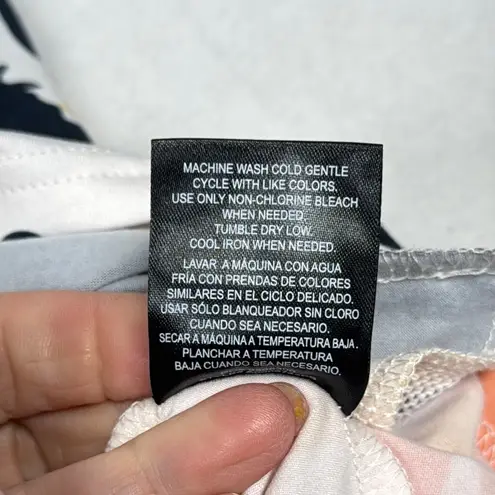 MACHINE WASH COLD GENTLE
CYCLE WITH LIKE COLORS.
USE ONLY NON-CHLORINE BLEACH
WHEN NEEDED.
TUMBLE DRY LOW.
COOL IRON WHEN NEEDED.
LAVAR A MÁQUINA CON AGUA
FRÍA CON PRENDAS DE COLORES
SIMILARES EN EL CICLO DELICADO.
USAR SÓLO BLANQUEADOR SIN CLORO
CUANDO SEA NECESARIO.
SECAR A MÁQUINA A TEMPERATURA BAJA.
PLANCHAR A TEMPERATURA
BAJA CUANDO SEA NECESARIO.